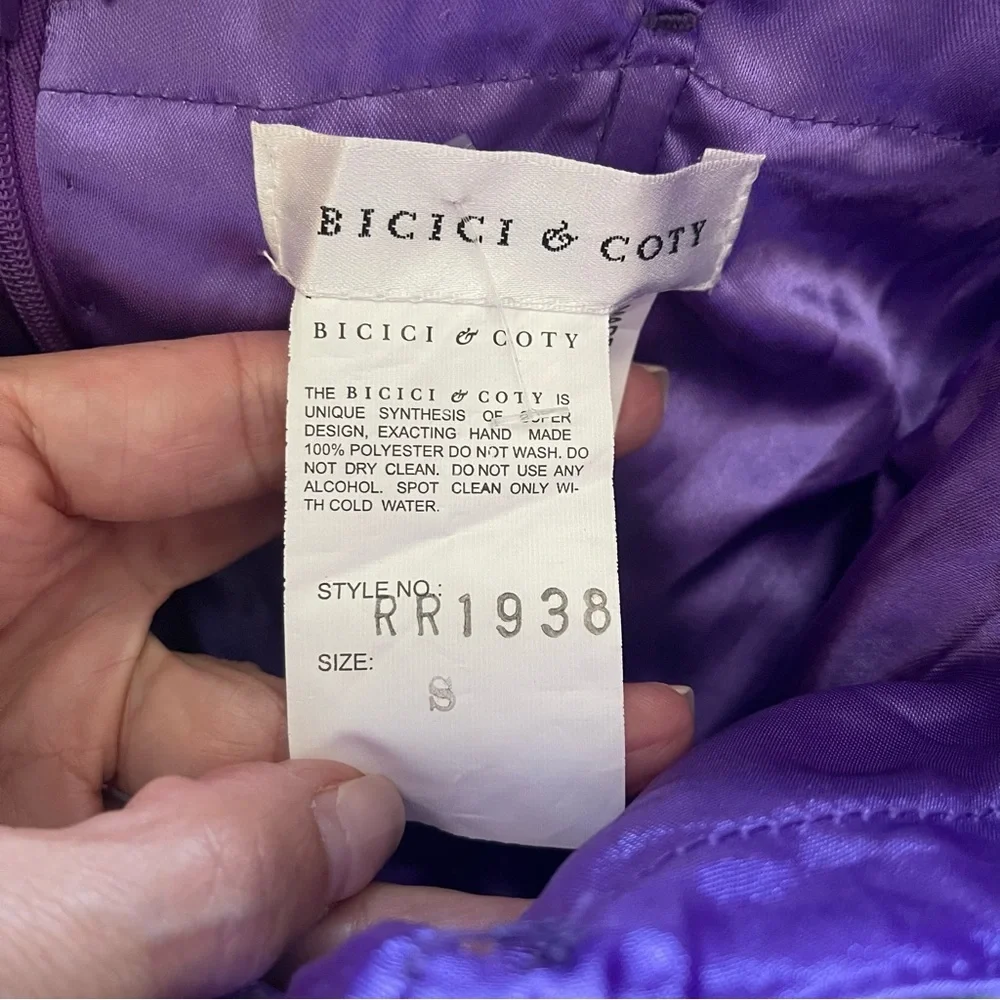 BICICI & COTY
BICICI & COTY
THE BICICI & COTY IS
UNIQUE SYNTHESIS OF SUPER
DESIGN, EXACTING HAND MADE
100% POLYESTER DO NOT WASH. DO
NOT DRY CLEAN. DO NOT USE ANY
ALCOHOL. SPOT CLEAN ONLY WI-
TH COLD WATER.
STYLE NO.:
RR1938
SIZE:
S